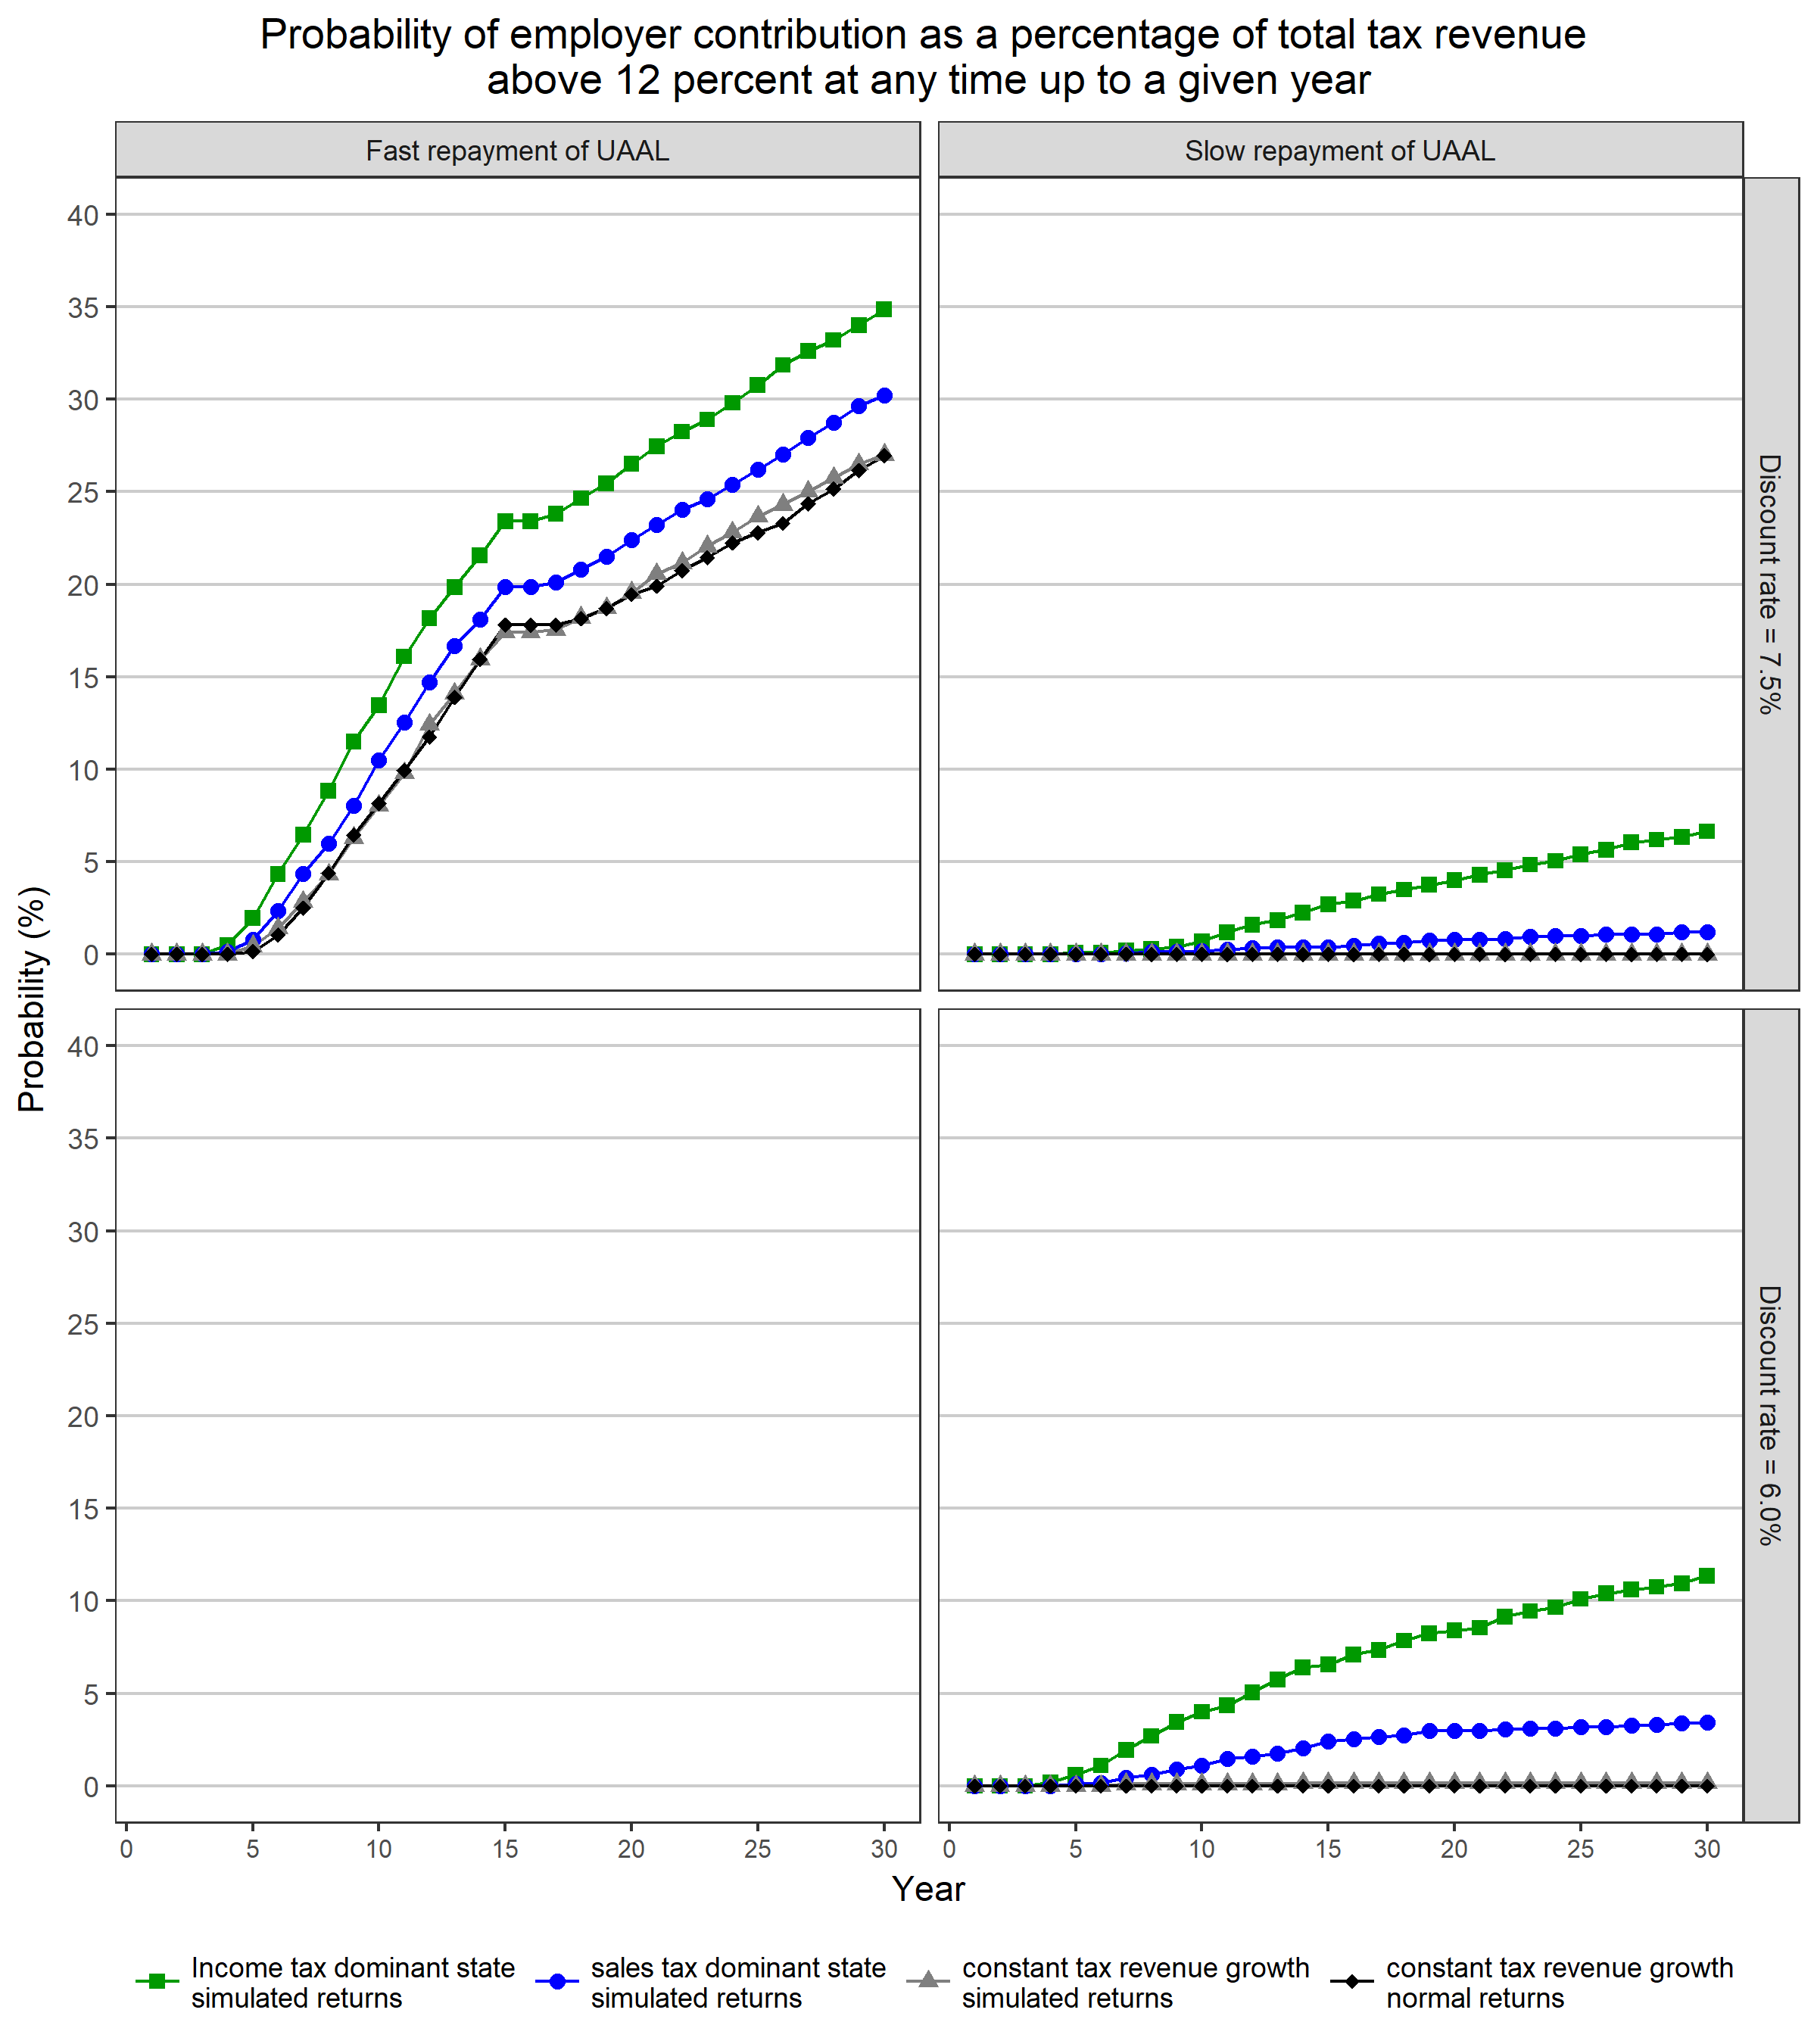 Probability of employer contribution as a percentage of total tax revenue
above 12 percent at any time up to a given year
Fast repayment of UAAL
Slow repayment of UAAL
40
35
30
25
20
15
10
5
0
Discount rate = 7.5%
Probability (%)
40
35
30
25
20
15
10
5
0
Discount rate = 6.0%
0 5 10 15 20 25 30
0 5 10 15 20 25 30
Year
Income tax dominant state
simulated returns
sales tax dominant state
simulated returns
constant tax revenue growth
simulated returns
constant tax revenue growth
normal returns